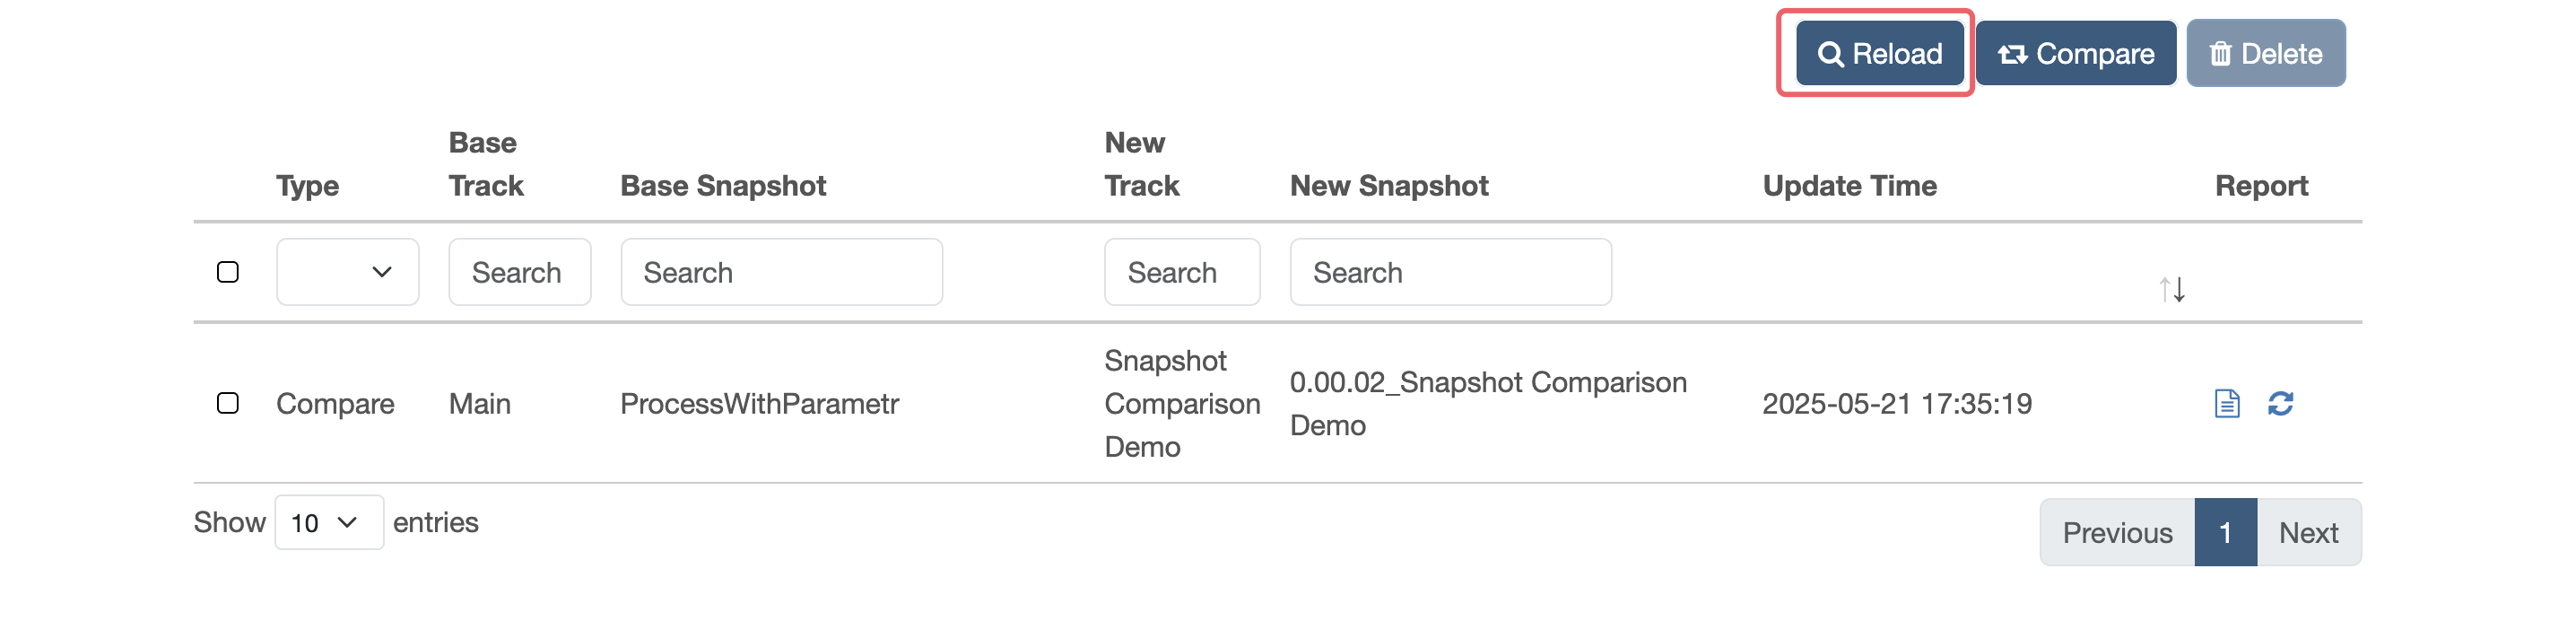 Reload Compare Delete
Base New
Type Track Base Snapshot Track New Snapshot Update Time Report
Search Search Search Search
Snapshot
Compare Main ProcessWithParametr Comparison 0.00.02_Snapshot Comparison 2025-05-21 17:35:19
Demo Demo
Show 10 entries Previous 1 Next